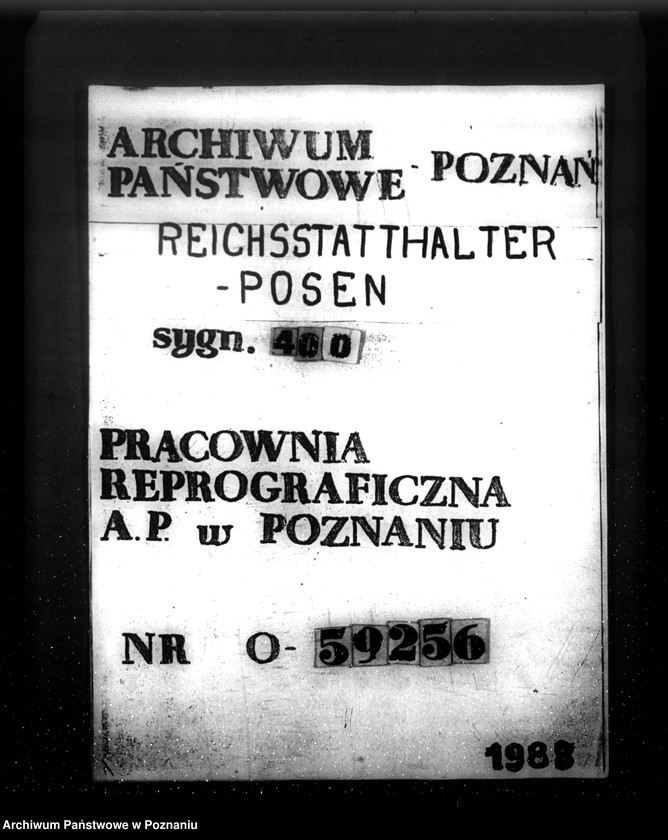 ARCHIWUM
PAŃSTWOWE - POZNAŃ
REICHSSTATTHALTER
-POSEN
sygn. 400
PRACOWNIA
REPROGRAFICZNA
A.P. w POZNANIU
NR O-59256
1988
Archiwum Państwowe w Poznaniu